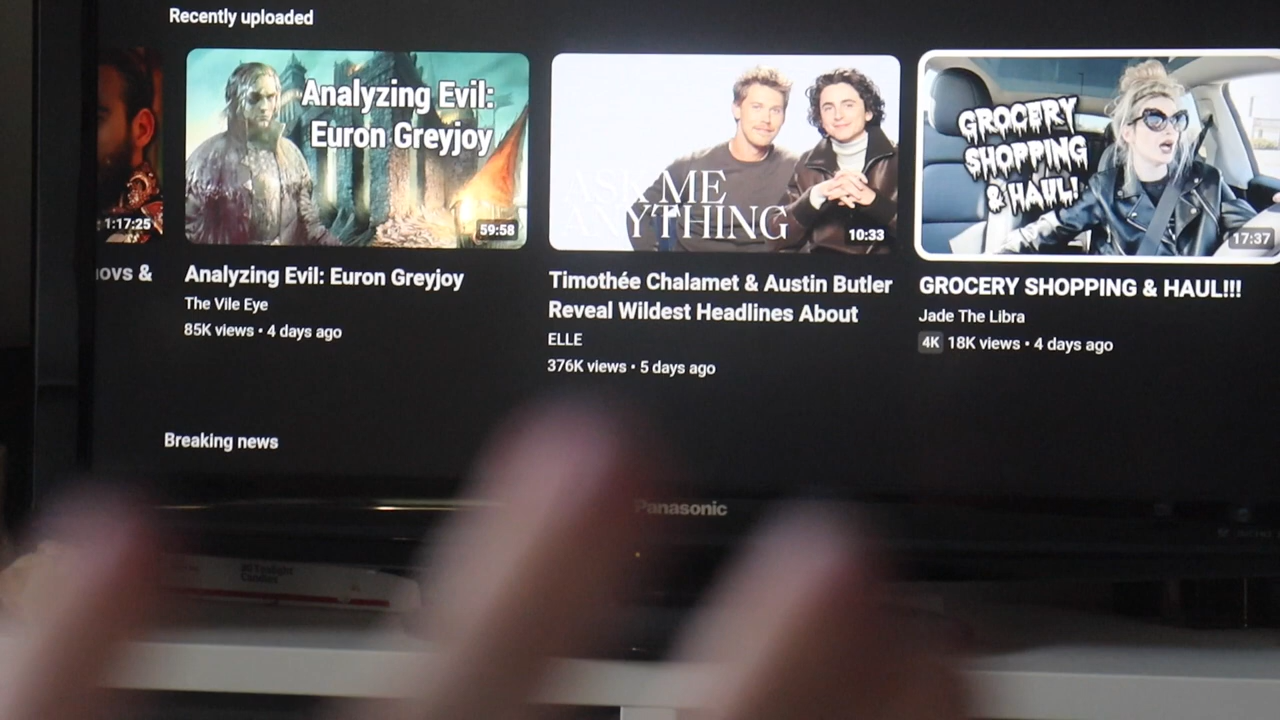 Recently uploaded
Analyzing Evil:
Euron Greyjoy
1:17:25
59:58
ASK ME
ANYTHING
10:33
GROCERY
SHOPPING
& HAUL!
17:37
&
Analyzing Evil: Euron Greyjoy
The Vile Eye
85K views • 4 days ago
Timothée Chalamet & Austin Butler
Reveal Wildest Headlines About
ELLE
376K views • 5 days ago
GROCERY SHOPPING & HAUL!!!
Jade The Libra
4K 18K views • 4 days ago
Breaking news
Panasonic